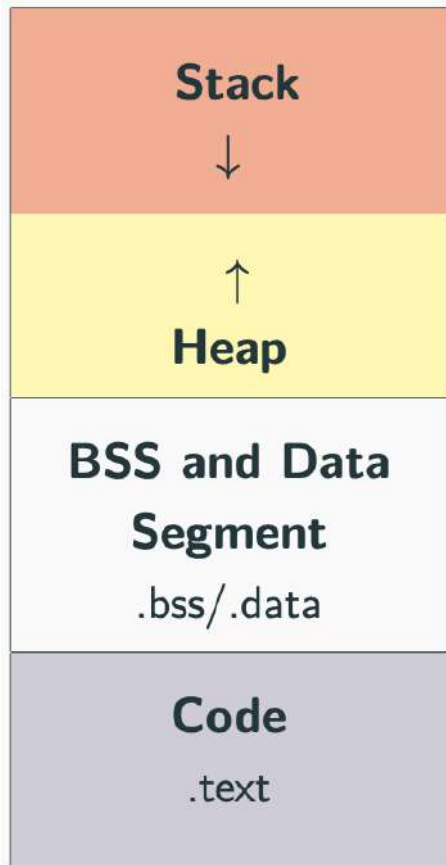 Stack
↓
↑
Heap
BSS and Data
Segment
.bss/.data
Code
.text